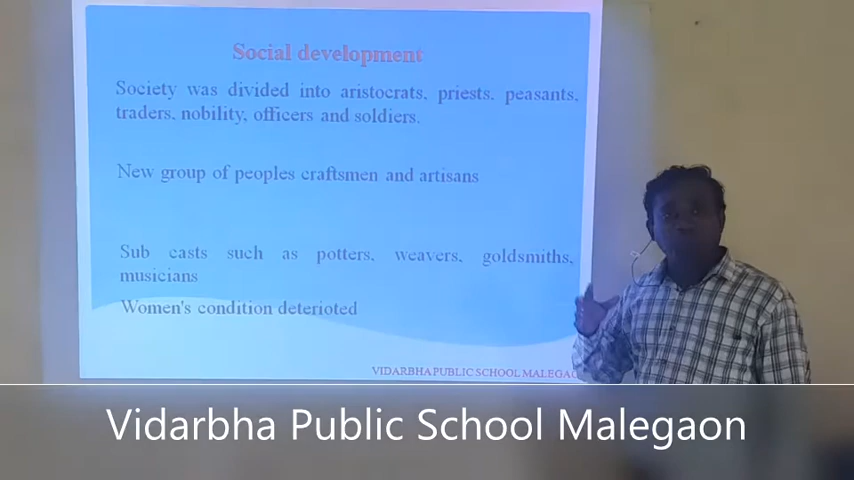 Social development
Society was divided into aristocrats, priests, peasants,
traders, nobility, officers and soldiers.
New group of peoples craftsmen and artisans
Sub casts such as potters, weavers, goldsmiths,
musicians
Women's condition deterioted
VIDARBHA PUBLIC SCHOOL MALEGAO
Vidarbha Public School Malegaon